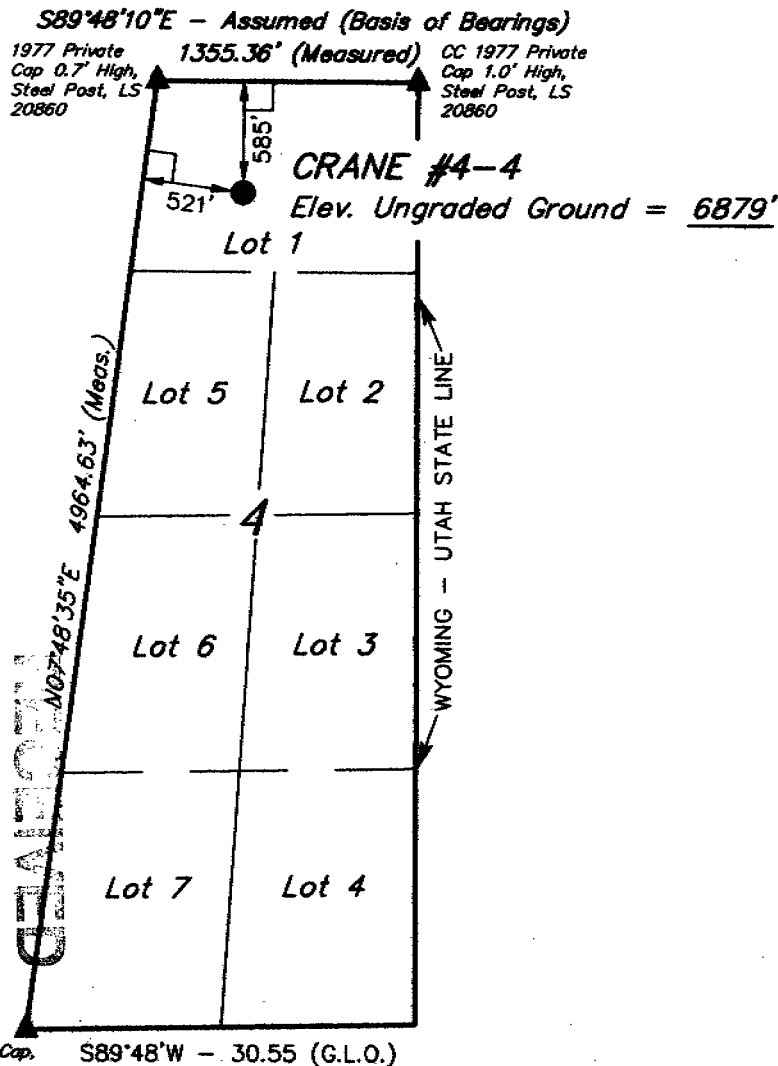 S89°48'10"E - Assumed (Basis of Bearings)
1977 Private
Cap 0.7' High,
Steel Post, LS
20860
1355.36' (Measured)
CC 1977 Private
Cap 1.0' High,
Steel Post, LS
20860
585'
521'
CRANE #4-4
Elev. Ungraded Ground = 6879'
Lot 1
Lot 5
Lot 2
4
Lot 6
Lot 3
Lot 7
Lot 4
N07°48'35"E 4964.63' (Meas.)
WYOMING - UTAH STATE LINE
RECEIVED
Cap,
S89°48'W - 30.55 (G.L.O.)